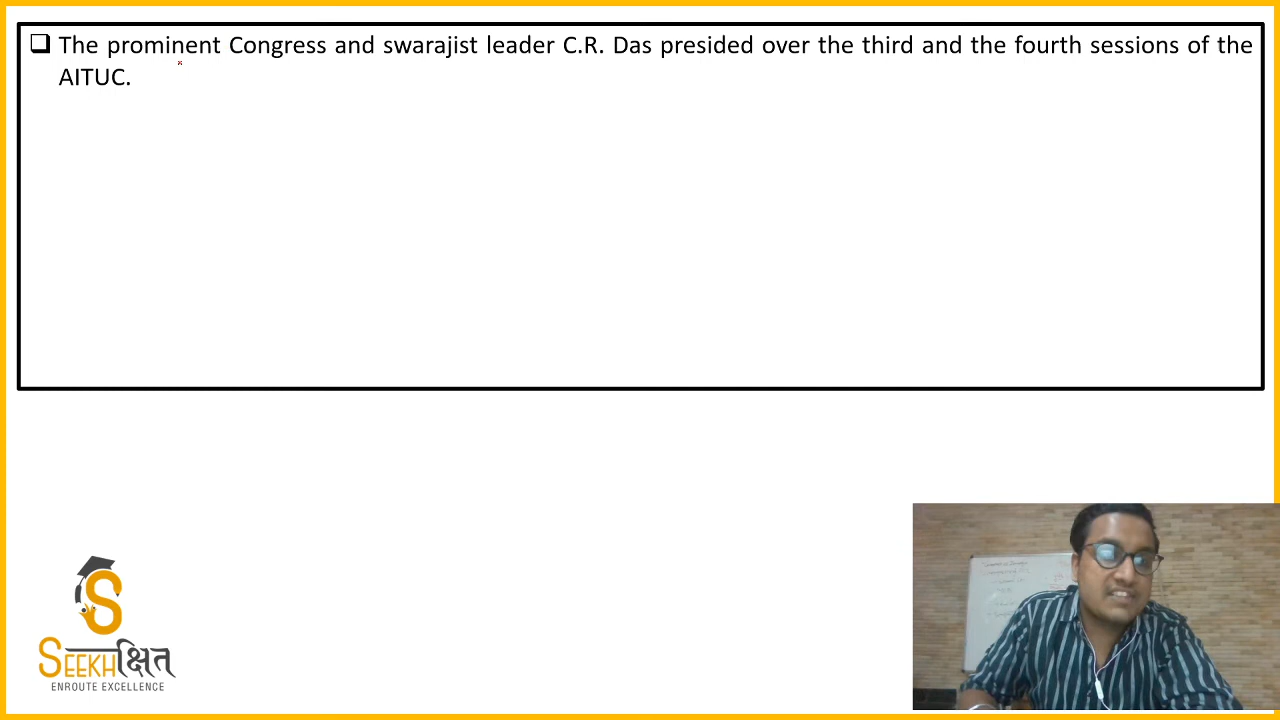 The prominent Congress and swarajist leader C.R. Das presided over the third and the fourth sessions of the
AITUC.
S
SEEKHक्षित
ENROUTE EXCELLENCE